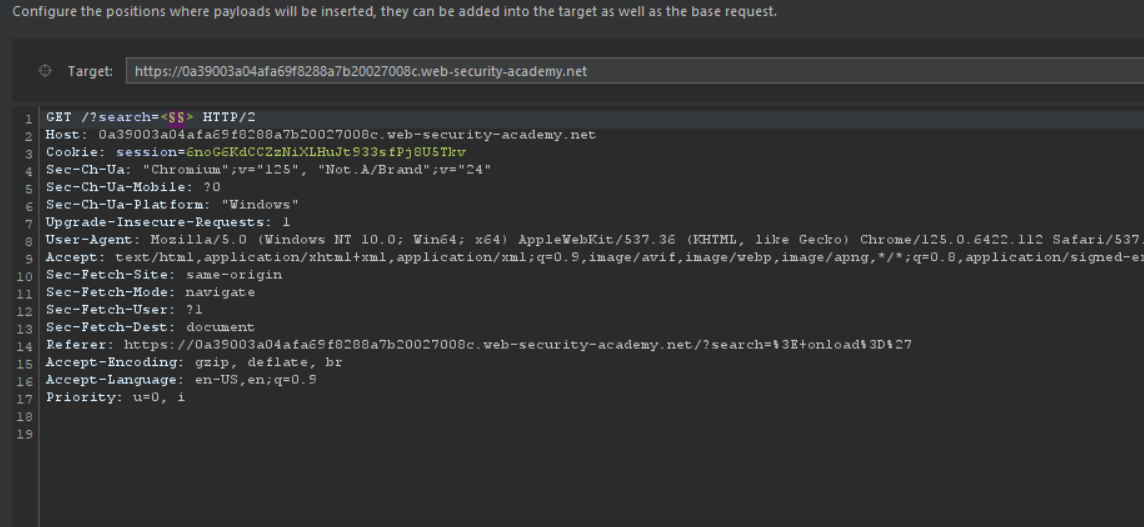 Configure the positions where payloads will be inserted, they can be added into the target as well as the base request.
Target: https://0a39003a04afa69f8288a7b20027008c.web-security-academy.net
1 GET /?search=<§§> HTTP/2
2 Host: 0a39003a04afa69f8288a7b20027008c.web-security-academy.net
3 Cookie: session=6noG6KdCCZzNiXLHuJt933sfPj8U5Tkv
4 Sec-Ch-Ua: "Chromium";v="125", "Not.A/Brand";v="24"
5 Sec-Ch-Ua-Mobile: ?0
6 Sec-Ch-Ua-Platform: "Windows"
7 Upgrade-Insecure-Requests: 1
8 User-Agent: Mozilla/5.0 (Windows NT 10.0; Win64; x64) AppleWebKit/537.36 (KHTML, like Gecko) Chrome/125.0.6422.112 Safari/537.
9 Accept: text/html,application/xhtml+xml,application/xml;q=0.9,image/avif,image/webp,image/apng,*/*;q=0.8,application/signed-ex
10 Sec-Fetch-Site: same-origin
11 Sec-Fetch-Mode: navigate
12 Sec-Fetch-User: ?1
13 Sec-Fetch-Dest: document
14 Referer: https://0a39003a04afa69f8288a7b20027008c.web-security-academy.net/?search=%3E+onload%3D%27
15 Accept-Encoding: gzip, deflate, br
16 Accept-Language: en-US,en;q=0.9
17 Priority: u=0, i
18
19